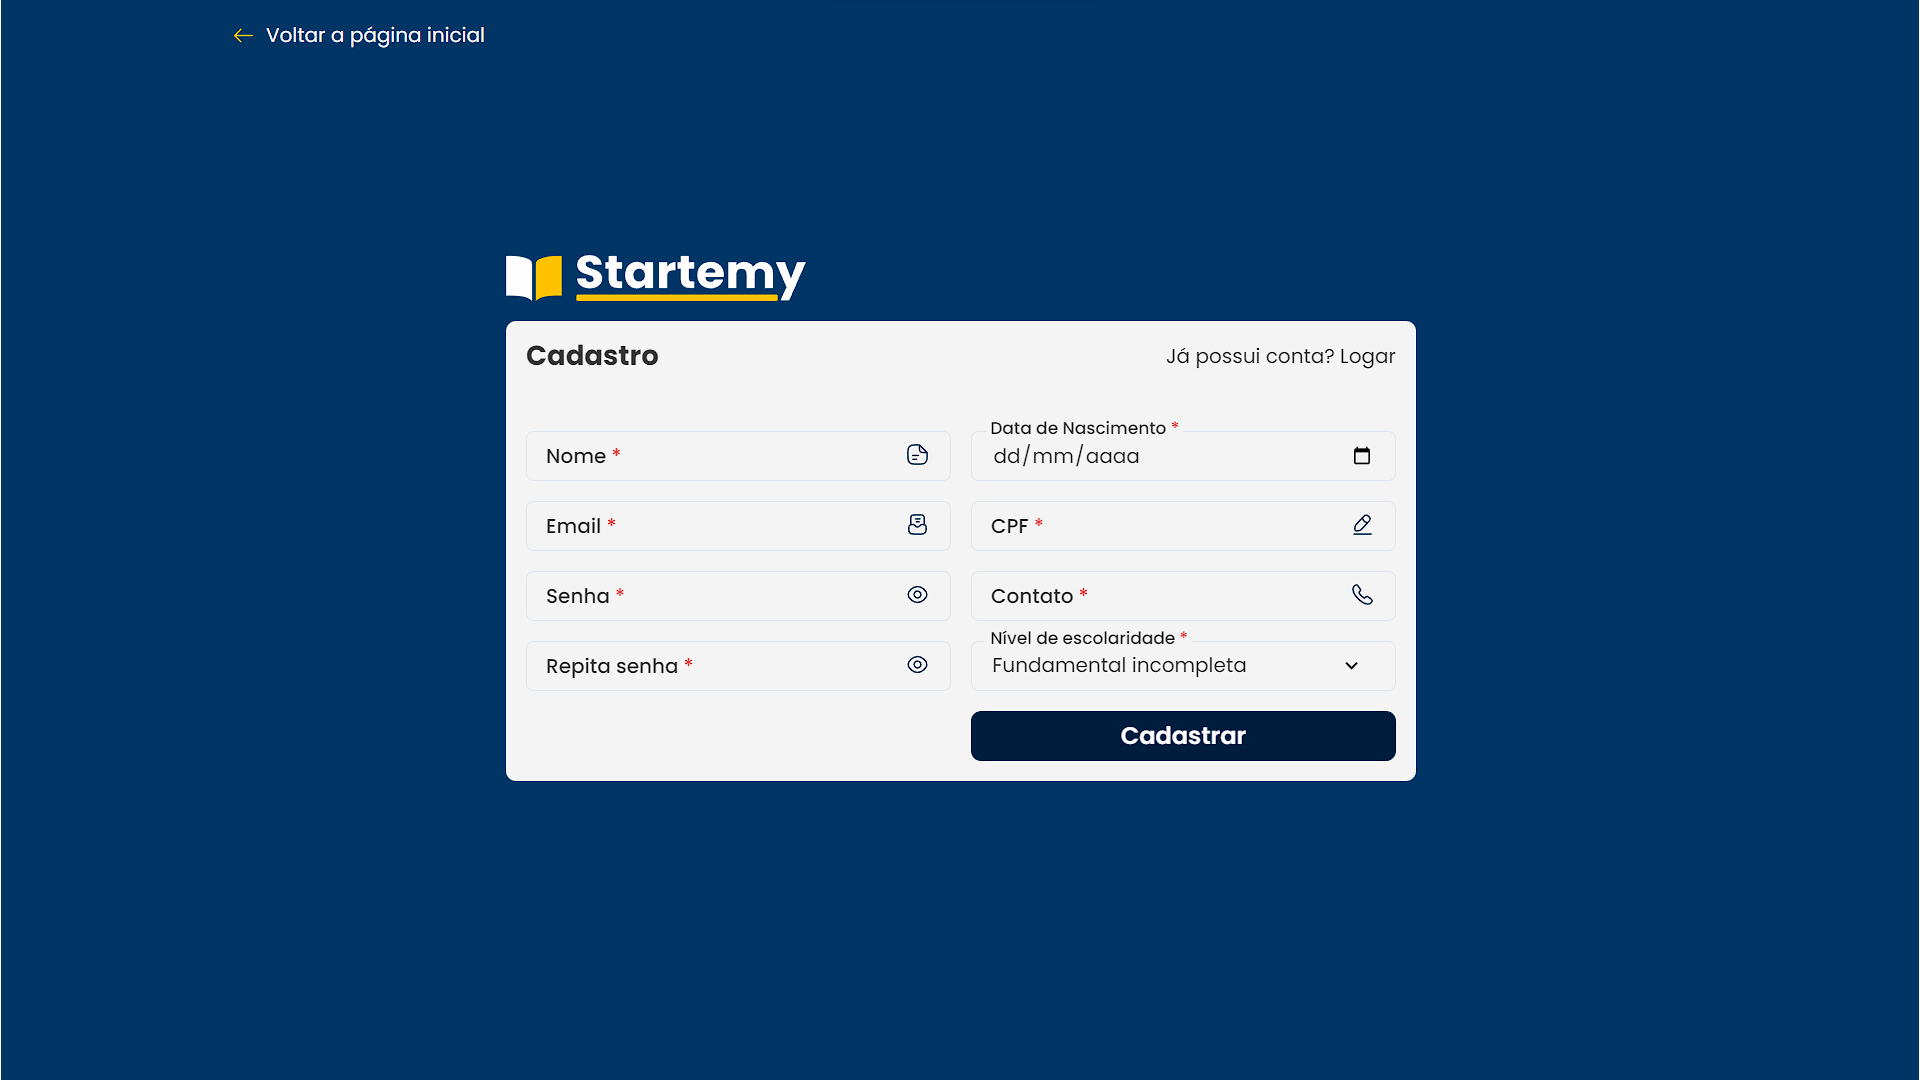 Voltar a página inicial
Startemy
Cadastro
Já possui conta? Logar
Nome *
Data de Nascimento *
dd/mm/aaaa
Email *
CPF *
Senha *
Contato *
Repita senha *
Nível de escolaridade *
Fundamental incompleta
Cadastrar